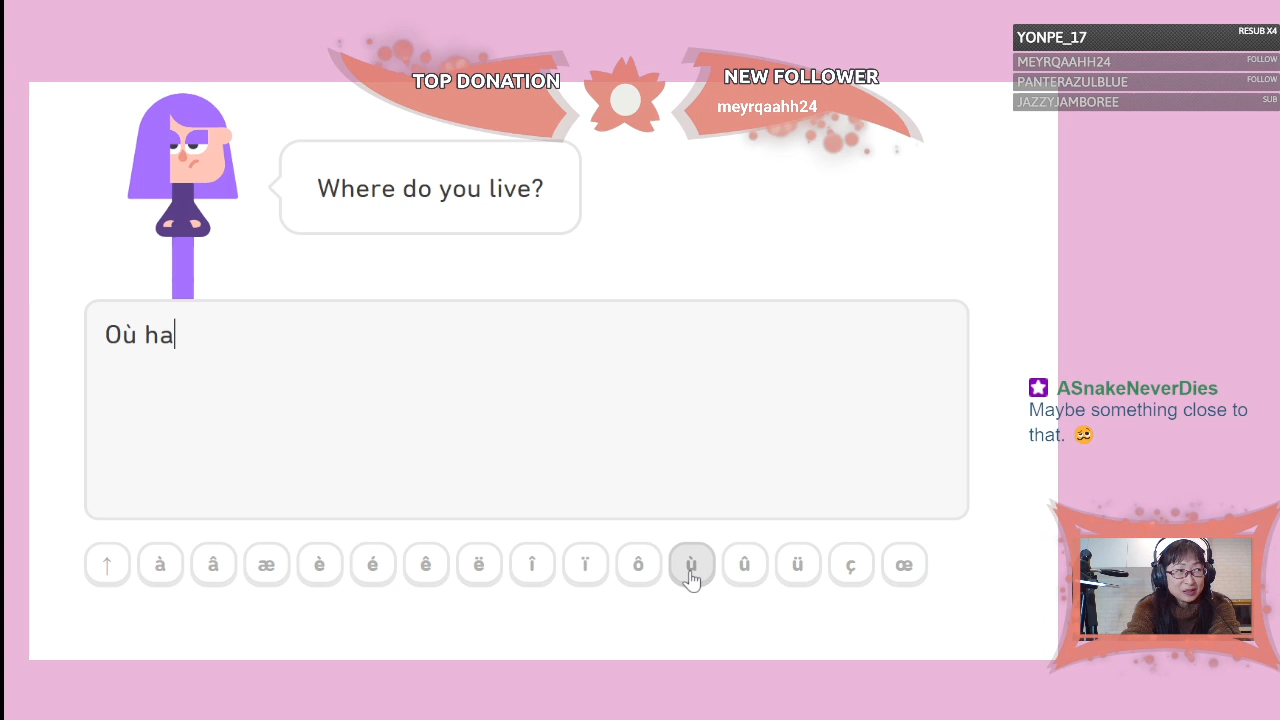 TOP DONATION
NEW FOLLOWER
meyrqaahh24
YONPE_17 RESUB X4
MEYRQAAHH24 FOLLOW
PANTERAZULBLUE FOLLOW
JAZZYJAMBOREE SUB
Where do you live?
Où ha
ASnakeNeverDies
Maybe something close to
that. 🥴
↑ à â æ è é ê ë î ï ô ù û ü ç œ